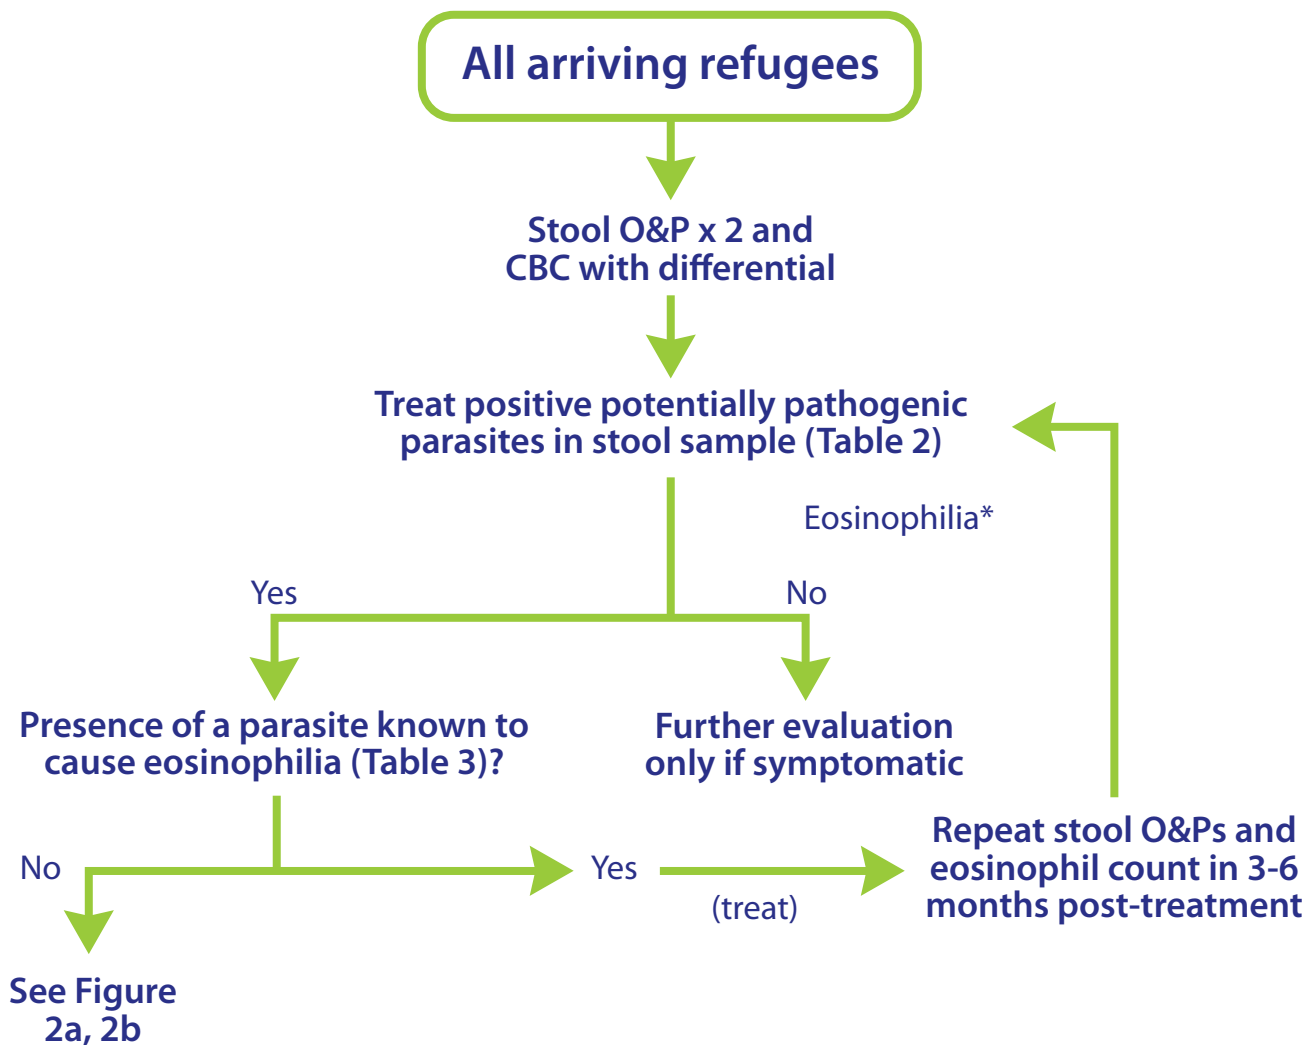 All arriving refugees
Stool O&P x 2 and
CBC with differential
Treat positive potentially pathogenic
parasites in stool sample (Table 2)
Eosinophilia*
Yes
No
Presence of a parasite known to
cause eosinophilia (Table 3)?
Further evaluation
only if symptomatic
No
Yes
(treat)
Repeat stool O&Ps and
eosinophil count in 3-6
months post-treatment
See Figure
2a, 2b